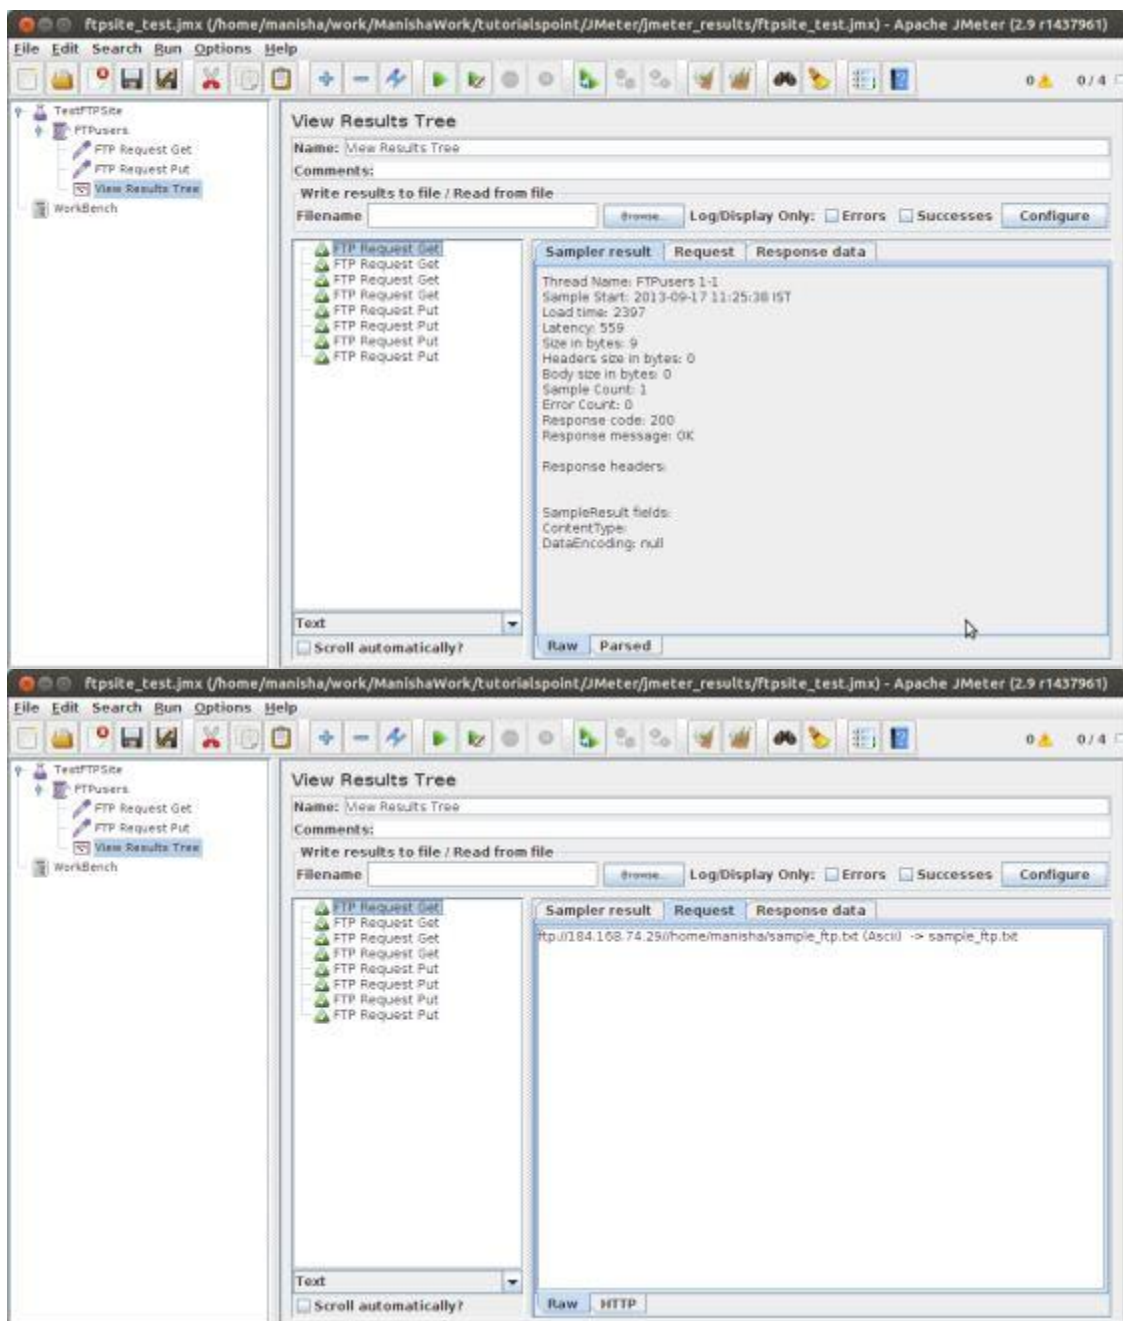 ftpsite_test.jmx (/home/manisha/work/ManishaWork/tutorialspoint/JMeter/jmeter_results/ftpsite_test.jmx) - Apache JMeter (2.9 r1437961)
File Edit Search Run Options Help
0 0 / 4
TestFTPSite
FTPusers
FTP Request Get
FTP Request Put
View Results Tree
WorkBench
View Results Tree
Name: View Results Tree
Comments:
Write results to file / Read from file
Filename Browse... Log/Display Only: Errors Successes Configure
FTP Request Get
FTP Request Get
FTP Request Get
FTP Request Get
FTP Request Put
FTP Request Put
FTP Request Put
FTP Request Put
Text
Scroll automatically?
Sampler result Request Response data
Thread Name: FTPusers 1-1
Sample Start: 2013-09-17 11:25:38 IST
Load time: 2397
Latency: 559
Size in bytes: 9
Headers size in bytes: 0
Body size in bytes: 0
Sample Count: 1
Error Count: 0
Response code: 200
Response message: OK
Response headers:
SampleResult fields:
ContentType:
DataEncoding: null
Raw Parsed
ftpsite_test.jmx (/home/manisha/work/ManishaWork/tutorialspoint/JMeter/jmeter_results/ftpsite_test.jmx) - Apache JMeter (2.9 r1437961)
File Edit Search Run Options Help
0 0 / 4
TestFTPSite
FTPusers
FTP Request Get
FTP Request Put
View Results Tree
WorkBench
View Results Tree
Name: View Results Tree
Comments:
Write results to file / Read from file
Filename Browse... Log/Display Only: Errors Successes Configure
FTP Request Get
FTP Request Get
FTP Request Get
FTP Request Get
FTP Request Put
FTP Request Put
FTP Request Put
FTP Request Put
Text
Scroll automatically?
Sampler result Request Response data
ftp://184.168.74.29//home/manisha/sample_ftp.txt (Ascii) -> sample_ftp.txt
Raw HTTP